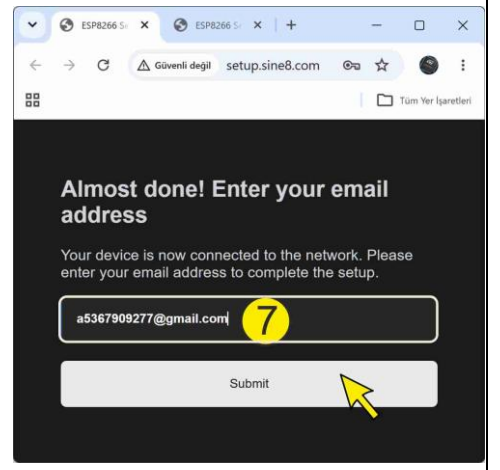 ESP8266 S
ESP8266 S
Güvenli değil
setup.sine8.com
Tüm Yer İşaretleri
Almost done! Enter your email
address
Your device is now connected to the network. Please
enter your email address to complete the setup.
a5367909277@gmail.com
7
Submit